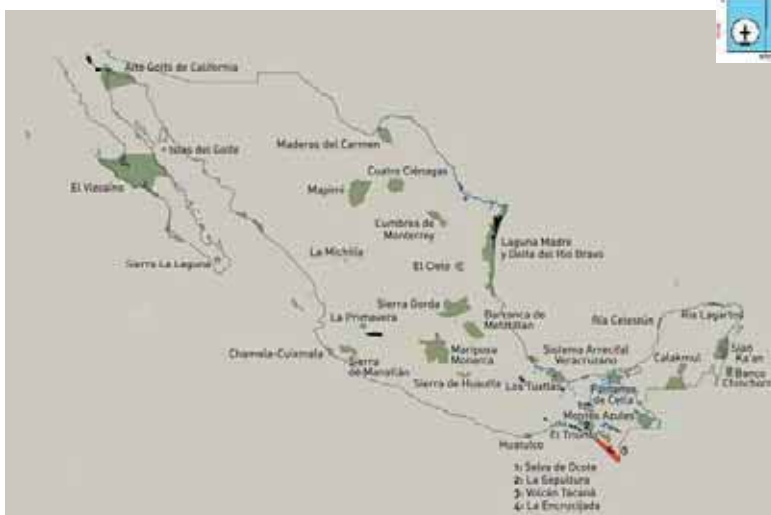 Alto Golfo de California
Islas del Golfo
Maderas del Carmen
Cuatro Ciénegas
Mapimí
El Vizcaíno
Cumbres de
Monterrey
Laguna Madre
y Delta del Río Bravo
La Michilía
Sierra La Laguna
El Cielo
Sierra Gorda
Barranca de
Metztitlán
La Primavera
Ría Celestún
Ría Lagartos
Chamela-Cuixmala
Sierra
de Manatlán
Mariposa
Monarca
Sistema Arrecifal
Veracruzano
Calakmul
Sian
Ka'an
Banco
Chinchorro
Sierra de Huautla
Los Tuxtlas
Pantanos
de Centla
Montes Azules
El Triunfo
Huatulco
1: Selva de Ocote
2: La Sepultura
3: Volcán Tacaná
4: La Encrucijada